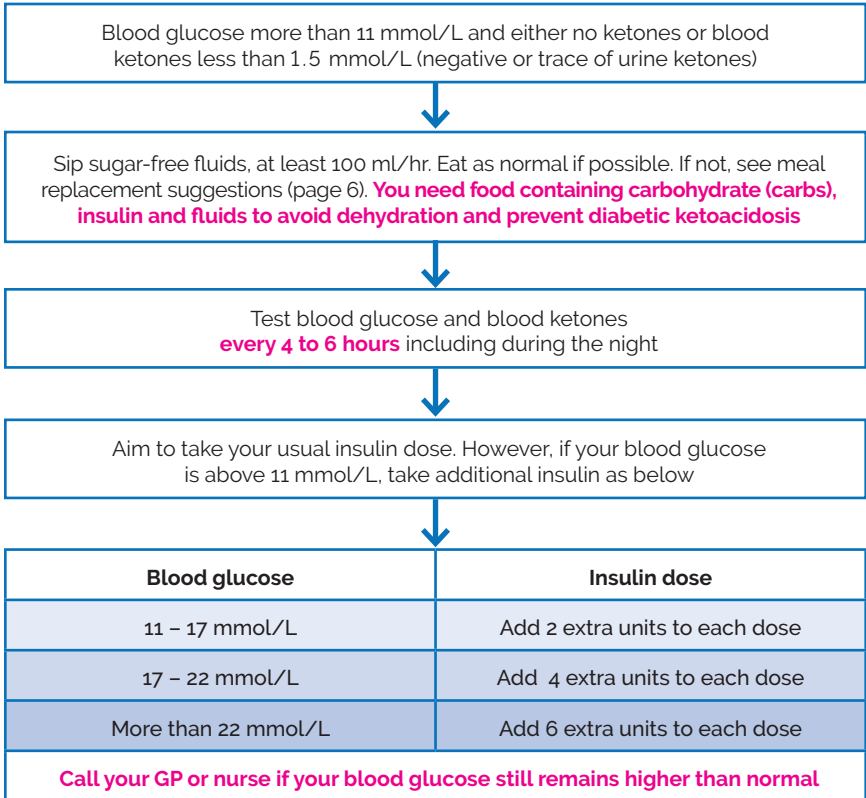 Blood glucose more than 11 mmol/L and either no ketones or blood
ketones less than 1.5 mmol/L (negative or trace of urine ketones)
Sip sugar-free fluids, at least 100 ml/hr. Eat as normal if possible. If not, see meal
replacement suggestions (page 6). You need food containing carbohydrate (carbs),
insulin and fluids to avoid dehydration and prevent diabetic ketoacidosis
Test blood glucose and blood ketones
every 4 to 6 hours including during the night
Aim to take your usual insulin dose. However, if your blood glucose
is above 11 mmol/L, take additional insulin as below
Blood glucose Insulin dose
11 – 17 mmol/L Add 2 extra units to each dose
17 – 22 mmol/L Add 4 extra units to each dose
More than 22 mmol/L Add 6 extra units to each dose
Call your GP or nurse if your blood glucose still remains higher than normal